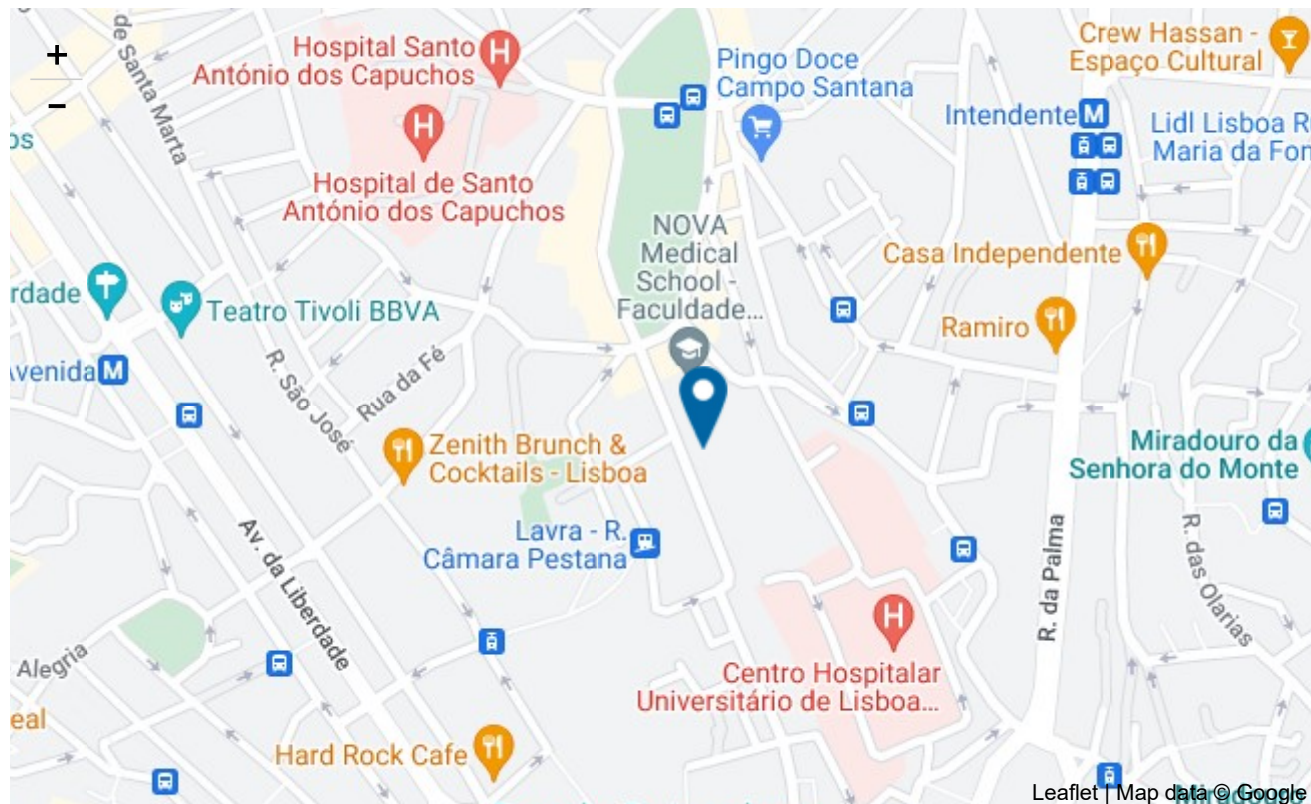 +
−
de Santa Marta
os
Hospital Santo
António dos Capuchos
Hospital de Santo
António dos Capuchos
Pingo Doce
Campo Santana
Crew Hassan -
Espaço Cultural
Intendente
M
Lidl Lisboa R
Maria da Fon
NOVA
Medical
School -
Faculdade...
Casa Independente
Ramiro
rdade
Teatro Tivoli BBVA
venida
M
R. São José
Rua da Fé
Zenith Brunch &
Cocktails - Lisboa
Miradouro da
Senhora do Monte
Lavra - R.
Câmara Pestana
Av. da Liberdade
R. da Palma
R. das Olarias
H
H
H
Alegria
Centro Hospitalar
Universitário de Lisboa...
eal
Hard Rock Cafe
Leaflet | Map data © Google